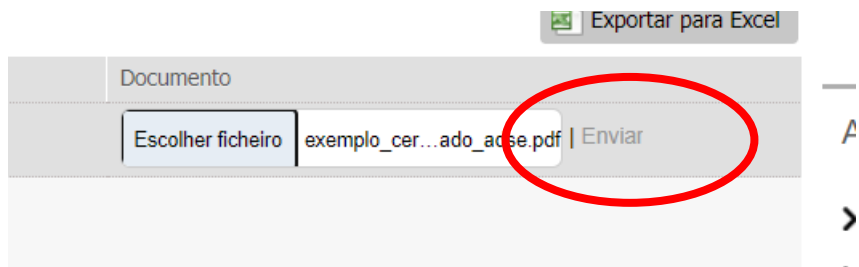 Exportar para Excel
Documento
Escolher ficheiro exemplo_cer…ado_adse.pdf | Enviar
A